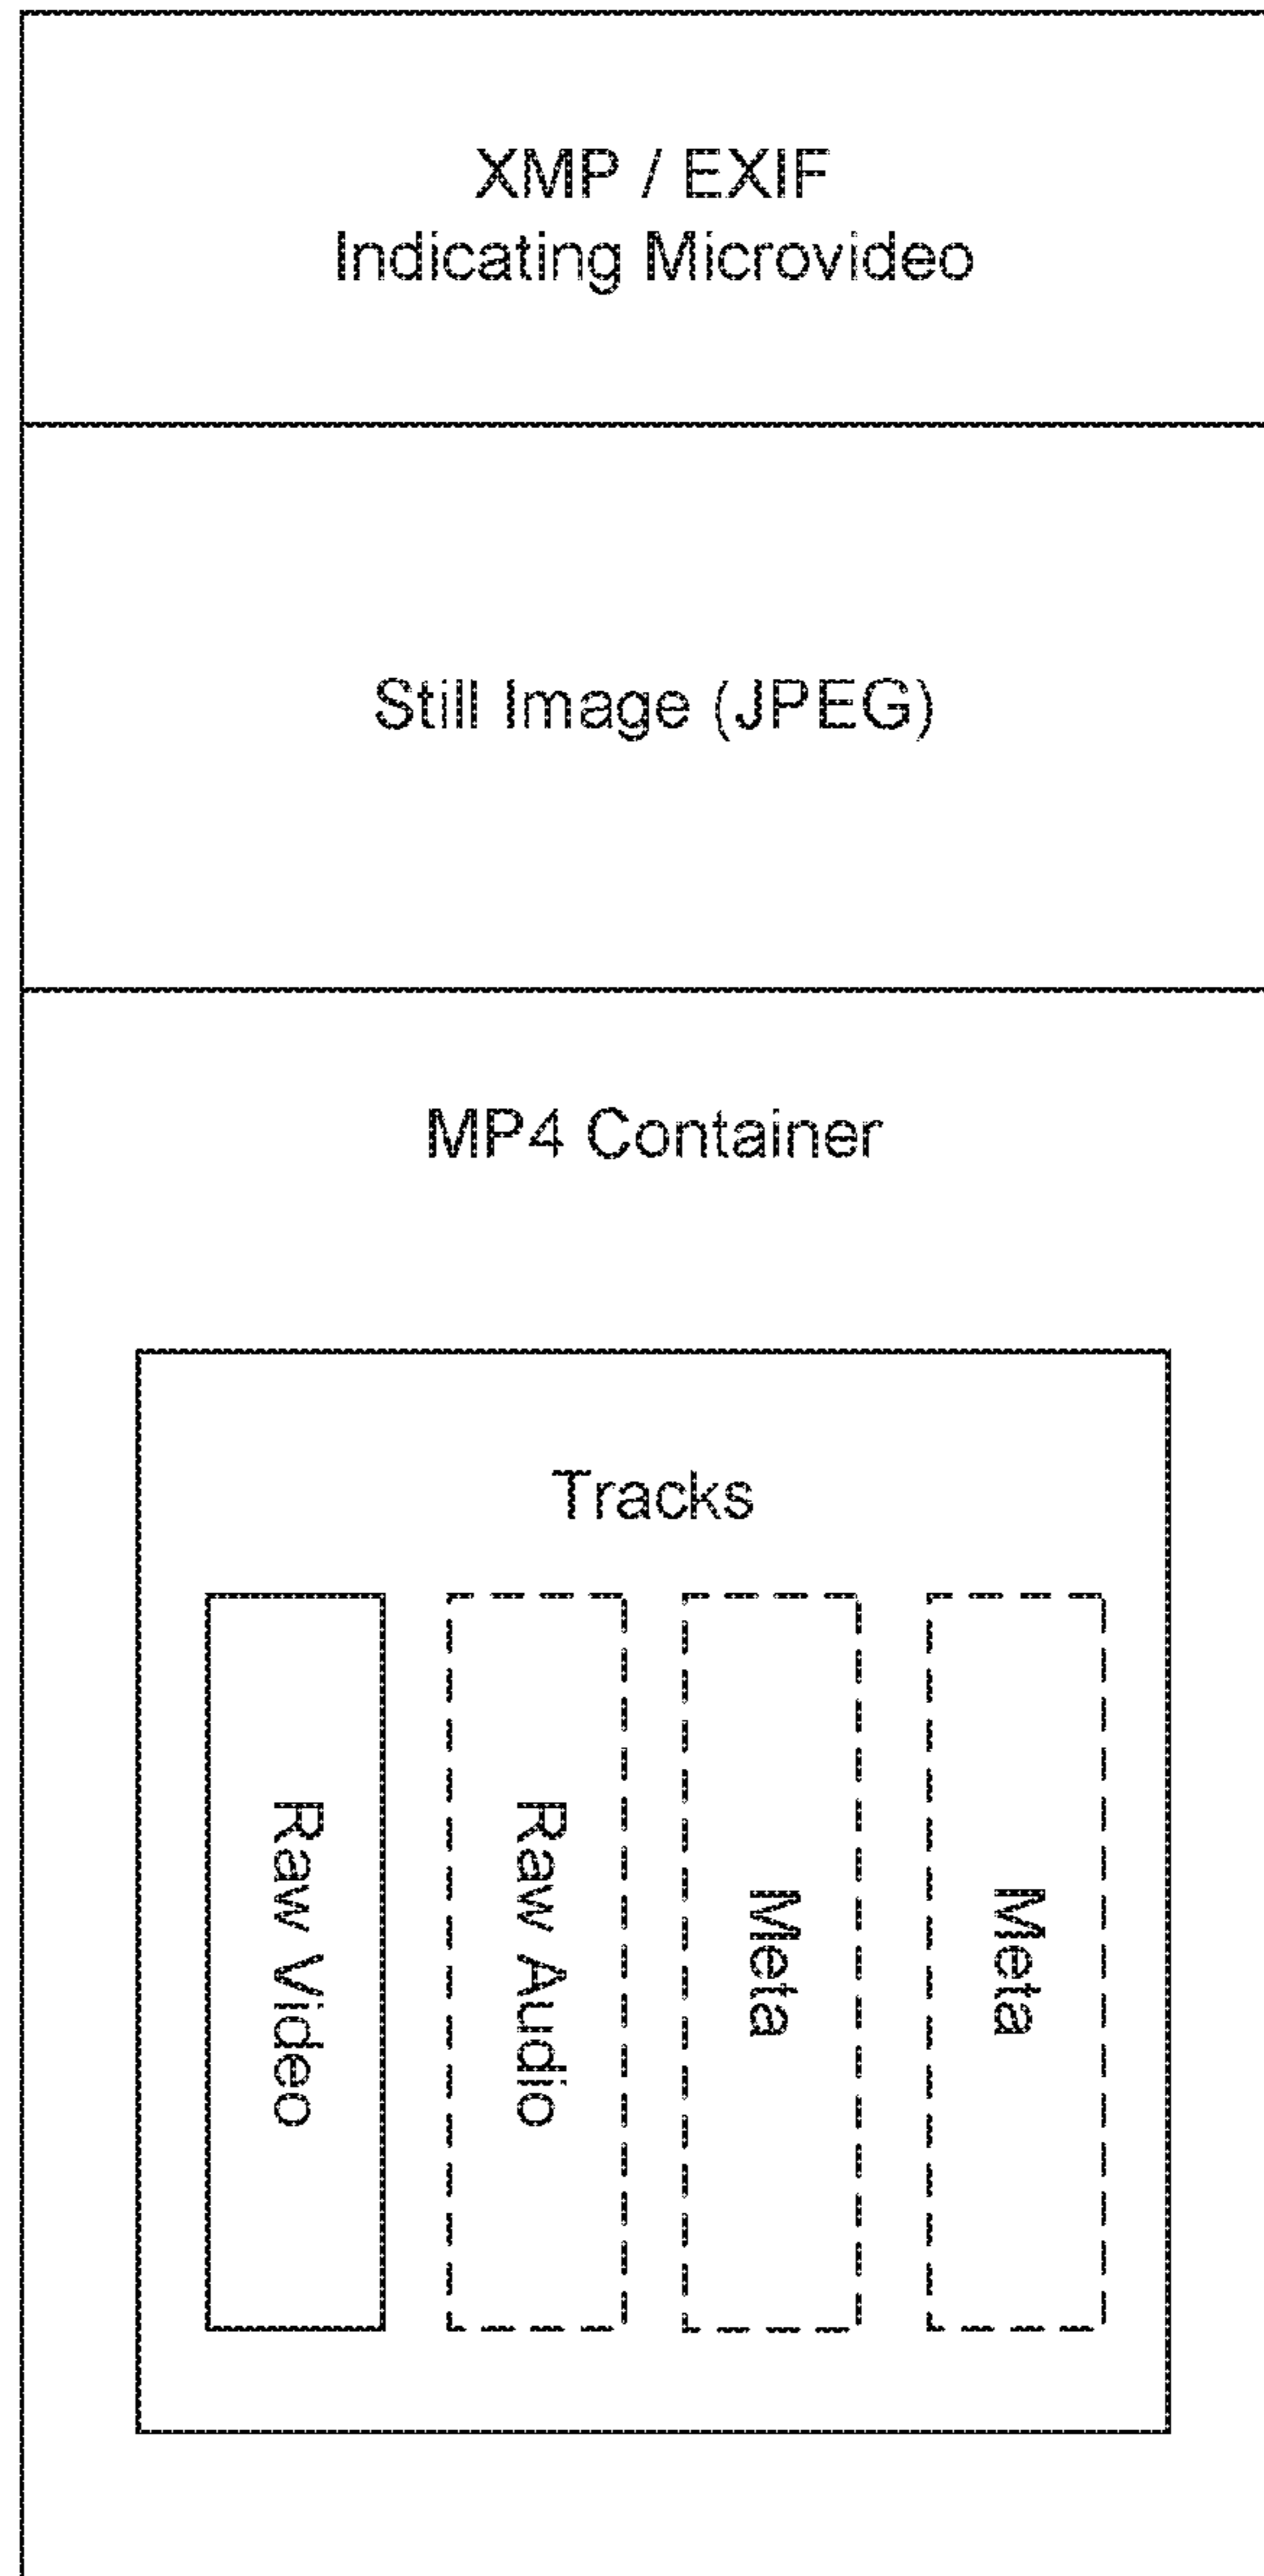 XMP / EXIF
Indicating Microvideo
Still Image (JPEG)
MP4 Container
Tracks
Raw Video
Raw Audio
Meta
Meta